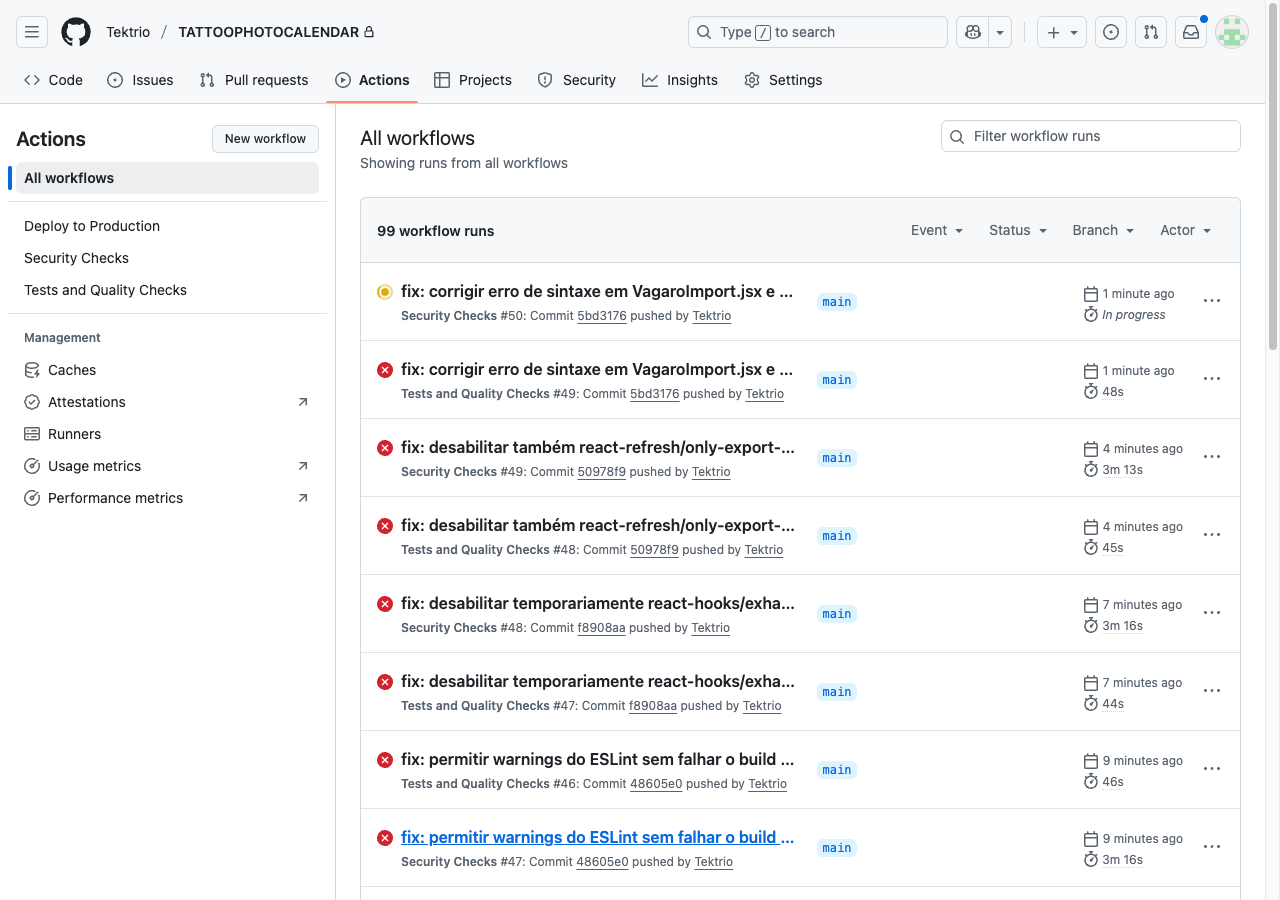 Tektrio / TATTOOPHOTOCALENDAR
Type / to search
Code
Issues
Pull requests
Actions
Projects
Security
Insights
Settings
Actions
New workflow
All workflows
Deploy to Production
Security Checks
Tests and Quality Checks
Management
Caches
Attestations
Runners
Usage metrics
Performance metrics
All workflows
Showing runs from all workflows
Filter workflow runs
99 workflow runs
Event
Status
Branch
Actor
fix: corrigir erro de sintaxe em VagaroImport.jsx e ...
Security Checks #50: Commit 5bd3176 pushed by Tektrio
main
1 minute ago
In progress
fix: corrigir erro de sintaxe em VagaroImport.jsx e ...
Tests and Quality Checks #49: Commit 5bd3176 pushed by Tektrio
main
1 minute ago
48s
fix: desabilitar também react-refresh/only-export-...
Security Checks #49: Commit 50978f9 pushed by Tektrio
main
4 minutes ago
3m 13s
fix: desabilitar também react-refresh/only-export-...
Tests and Quality Checks #48: Commit 50978f9 pushed by Tektrio
main
4 minutes ago
45s
fix: desabilitar temporariamente react-hooks/exha...
Security Checks #48: Commit f8908aa pushed by Tektrio
main
7 minutes ago
3m 16s
fix: desabilitar temporariamente react-hooks/exha...
Tests and Quality Checks #47: Commit f8908aa pushed by Tektrio
main
7 minutes ago
44s
fix: permitir warnings do ESLint sem falhar o build ...
Tests and Quality Checks #46: Commit 48605e0 pushed by Tektrio
main
9 minutes ago
46s
fix: permitir warnings do ESLint sem falhar o build ...
Security Checks #47: Commit 48605e0 pushed by Tektrio
main
9 minutes ago
3m 16s